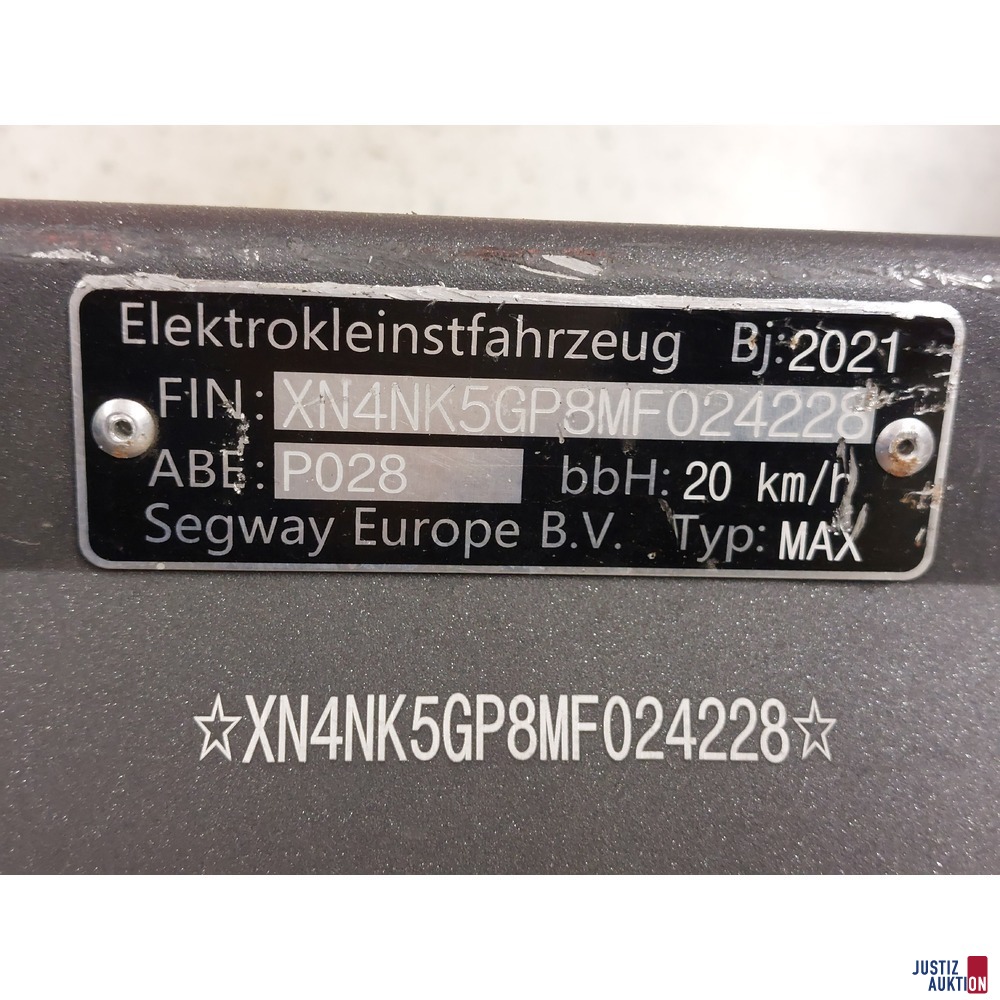 Elektrokleinstfahrzeug Bj:2021
FIN: XN4NK5GP8MF024228
ABE: P028 bbH: 20 km/h
Segway Europe B.V. Typ: MAX
☆XN4NK5GP8MF024228☆
JUSTIZ
AUKTION